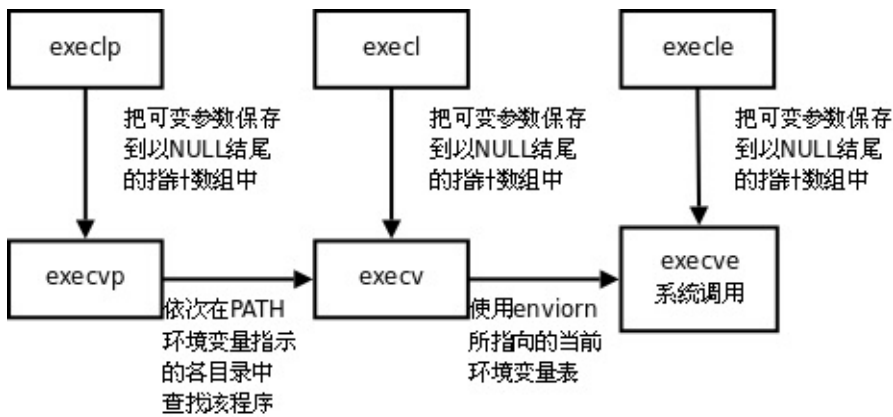 execlp
execl
execle
把可变参数保存
到以NULL结尾
的指针数组中
把可变参数保存
到以NULL结尾
的指针数组中
把可变参数保存
到以NULL结尾
的指针数组中
execvp
execv
execve
系统调用
依次在PATH
环境变量指示
的各目录中
查找该程序
使用enviorn
所指向的当前
环境变量表